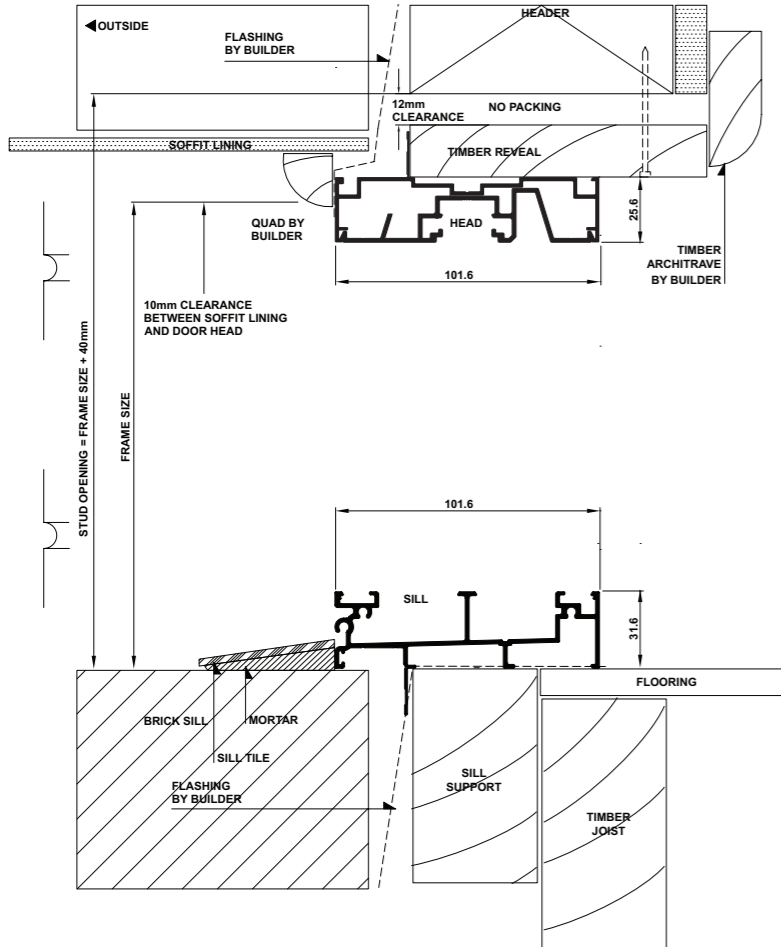 OUTSIDE
FLASHING
BY BUILDER
HEADER
12mm
CLEARANCE
NO PACKING
SOFFIT LINING
TIMBER REVEAL
QUAD BY
BUILDER
HEAD
25.6
TIMBER
ARCHITRAVE
BY BUILDER
101.6
10mm CLEARANCE
BETWEEN SOFFIT LINING
AND DOOR HEAD
STUD OPENING = FRAME SIZE + 40mm
FRAME SIZE
101.6
SILL
31.6
FLOORING
BRICK SILL
MORTAR
SILL TILE
FLASHING
BY BUILDER
SILL
SUPPORT
TIMBER
JOIST